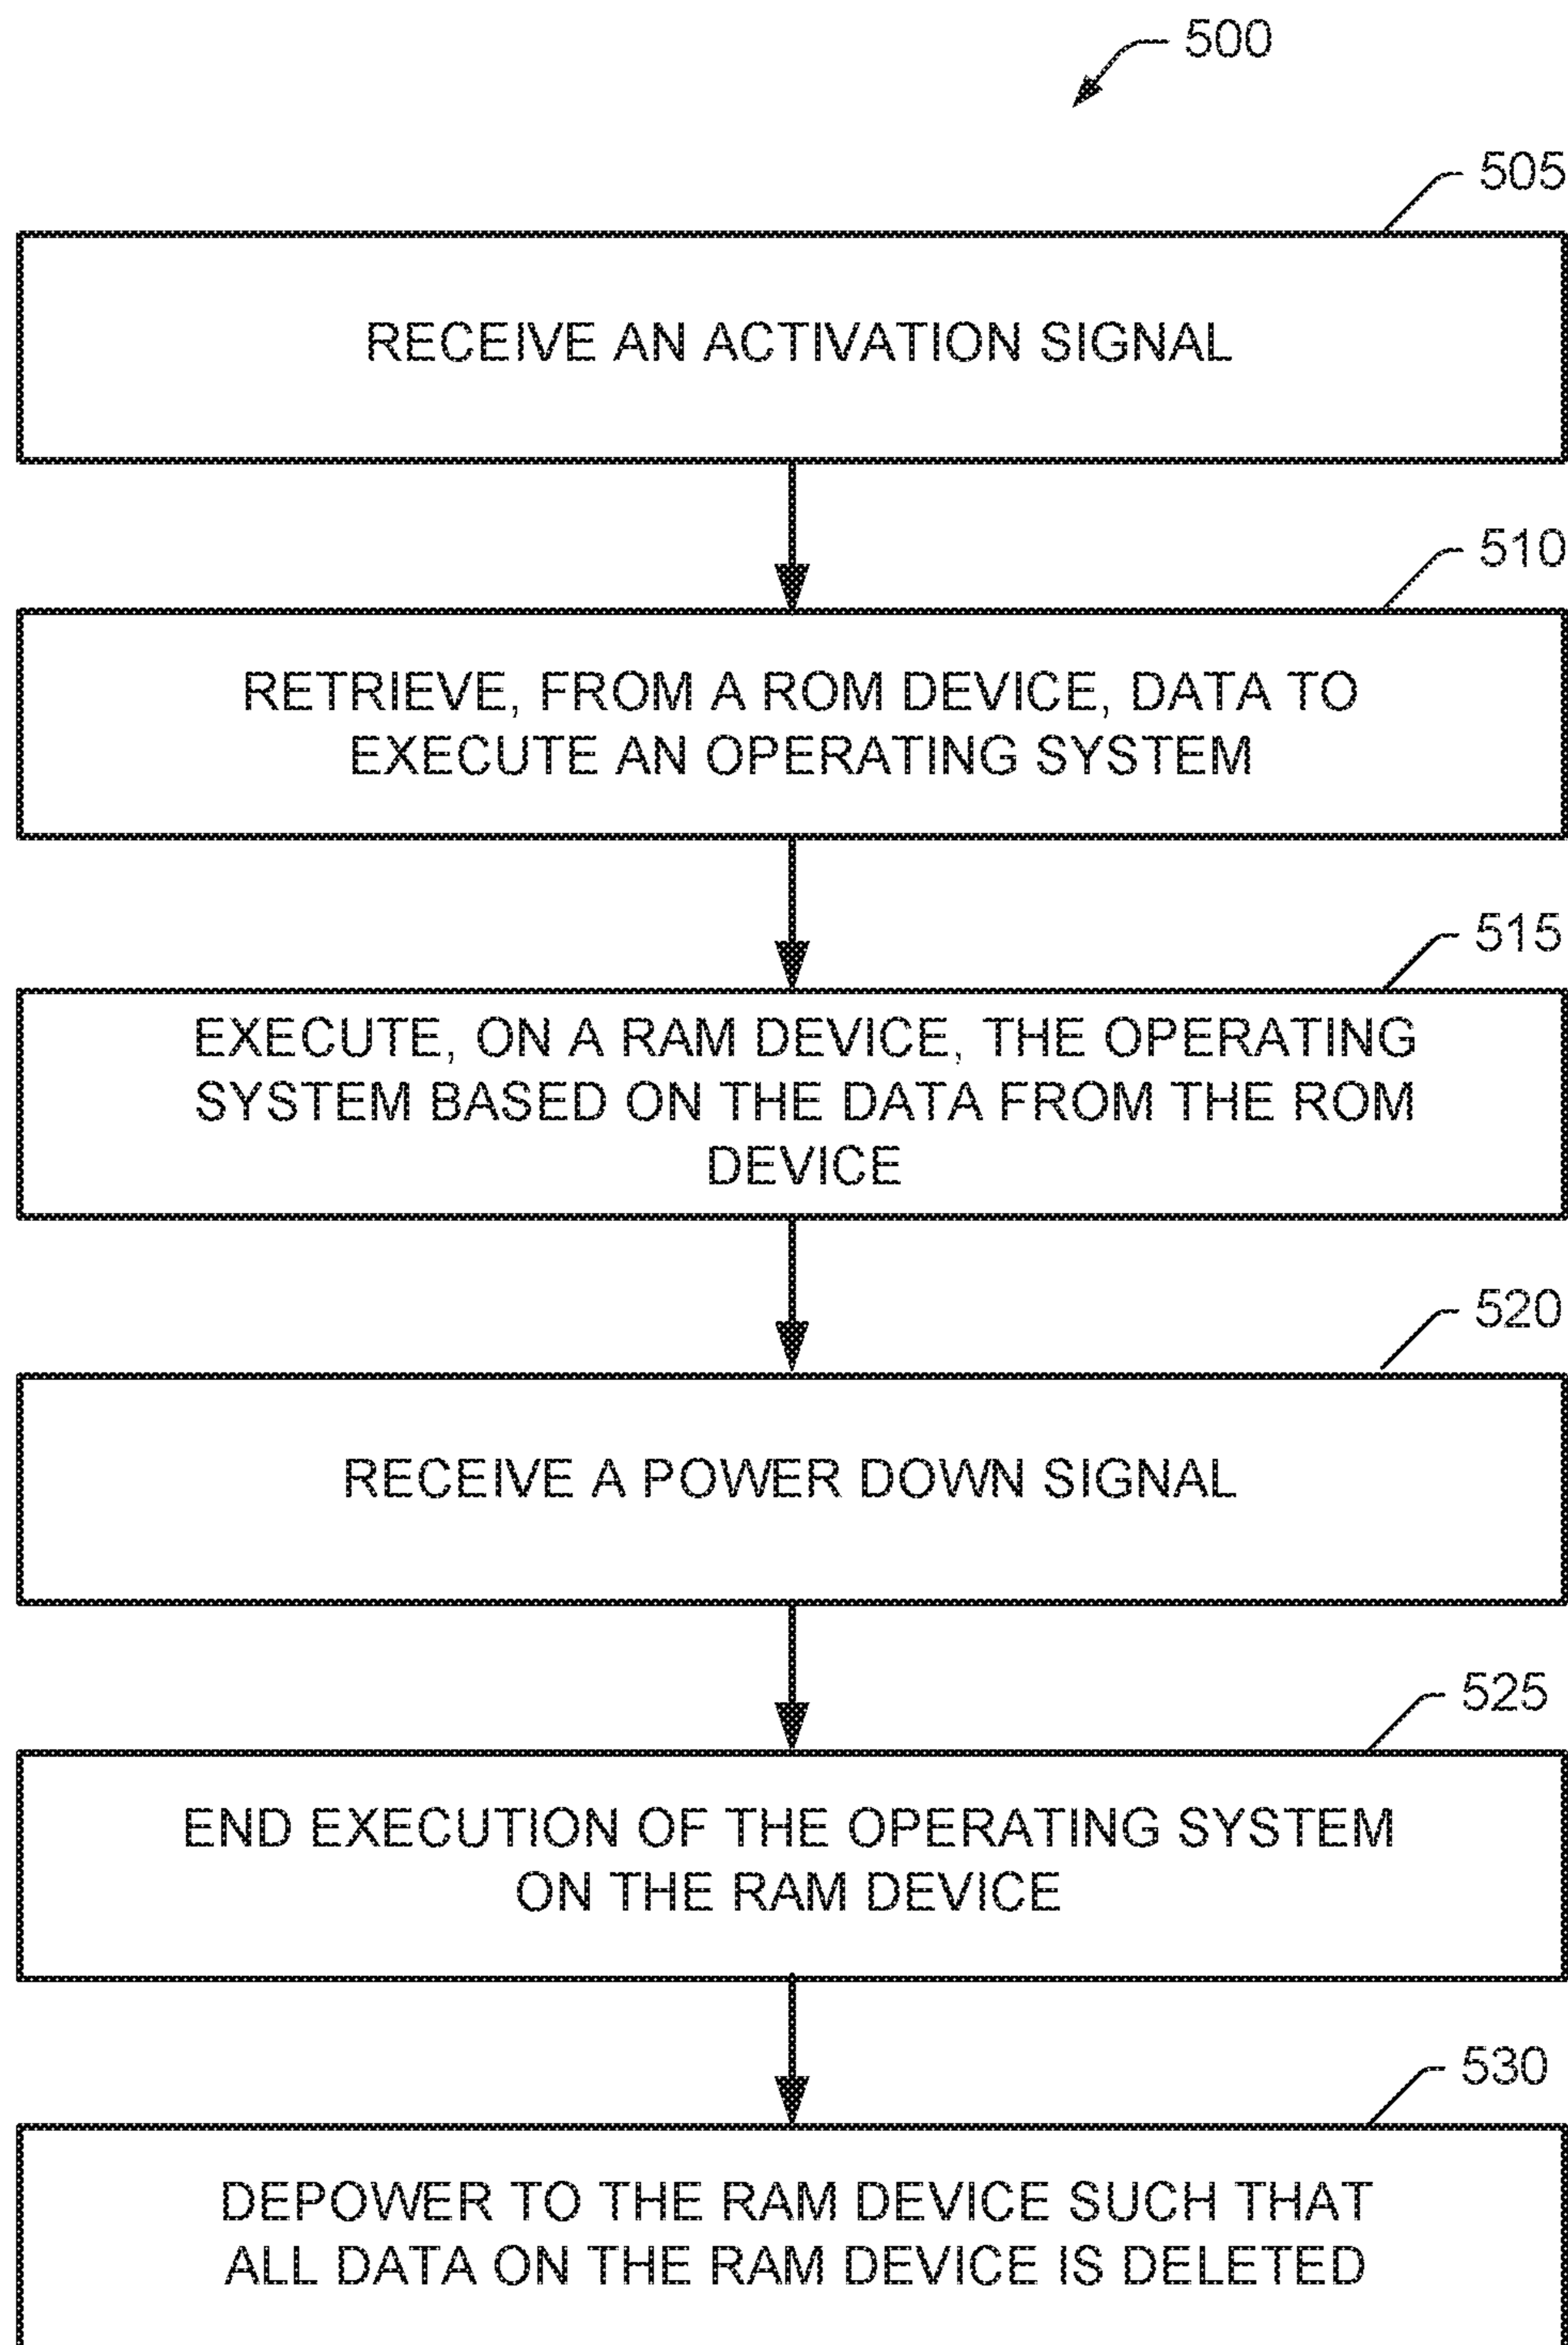 500
505
RECEIVE AN ACTIVATION SIGNAL
510
RETRIEVE, FROM A ROM DEVICE, DATA TO
EXECUTE AN OPERATING SYSTEM
515
EXECUTE, ON A RAM DEVICE, THE OPERATING
SYSTEM BASED ON THE DATA FROM THE ROM
DEVICE
520
RECEIVE A POWER DOWN SIGNAL
525
END EXECUTION OF THE OPERATING SYSTEM
ON THE RAM DEVICE
530
DEPOWER TO THE RAM DEVICE SUCH THAT
ALL DATA ON THE RAM DEVICE IS DELETED